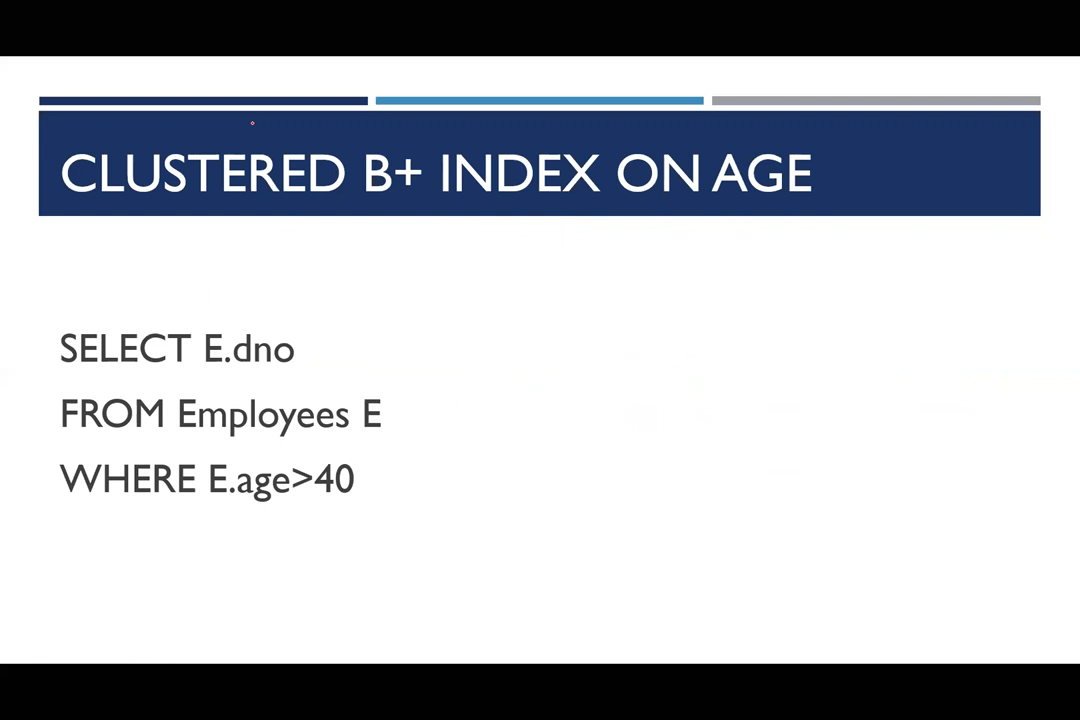 CLUSTERED B+ INDEX ON AGE
SELECT E.dno
FROM Employees E
WHERE E.age>40